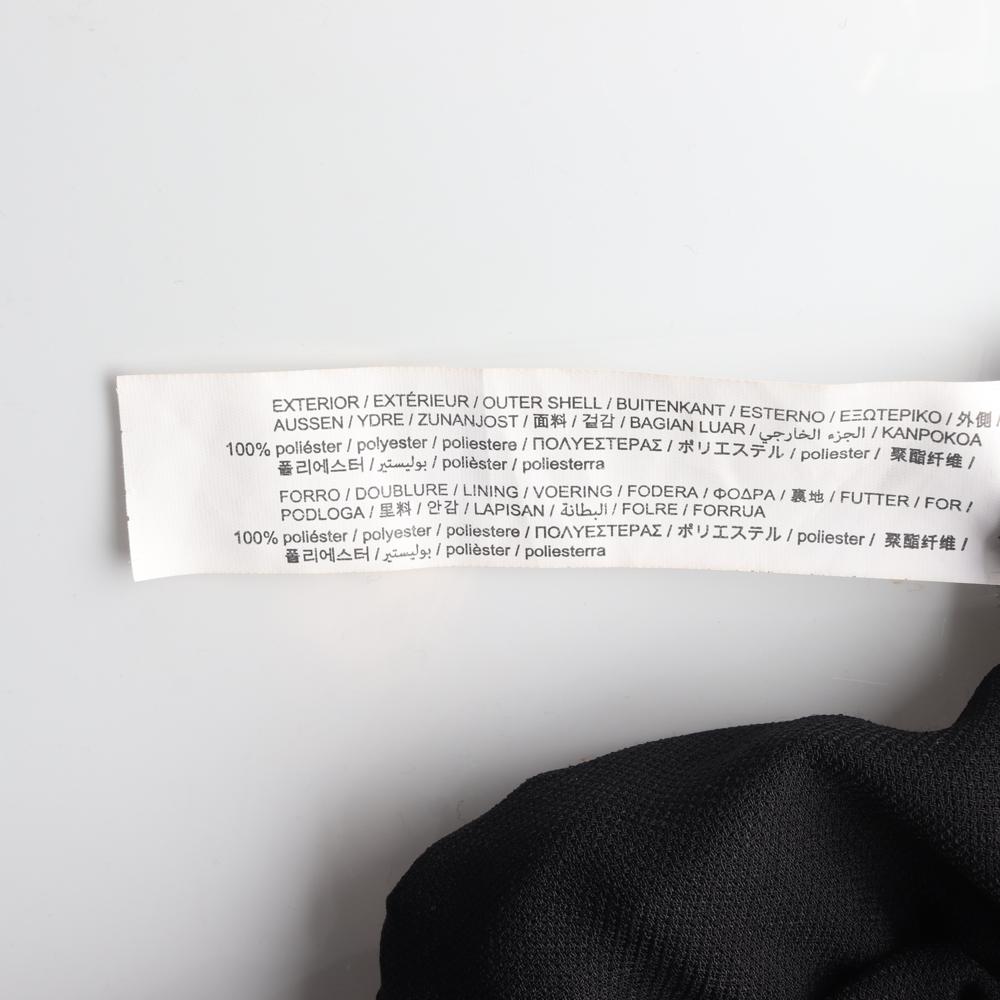 EXTERIOR / EXTÉRIEUR / OUTER SHELL / BUITENKANT / ESTERNO / ΕΞΩΤΕΡΙΚΟ / 外側 /
AUSSEN / YDRE / ZUNANJOST / 面料 / 겉감 / BAGIAN LUAR / الجزء الخارجي / KANPOKOA
100% poliéster / polyester / poliestere / ΠΟΛΥΕΣΤΕΡΑΣ / ポリエステル / poliester / 聚酯纤维 /
폴리에스터 / بوليستير / polièster / poliesterra
FORRO / DOUBLURE / LINING / VOERING / FODERA / ΦΟΔΡΑ / 裏地 / FUTTER / FOR /
PODLOGA / 里料 / 안감 / LAPISAN / البطانة / FOLRE / FORRUA
100% poliéster / polyester / poliestere / ΠΟΛΥΕΣΤΕΡΑΣ / ポリエステル / poliester / 聚酯纤维 /
폴리에스터 / بوليستير / polièster / poliesterra